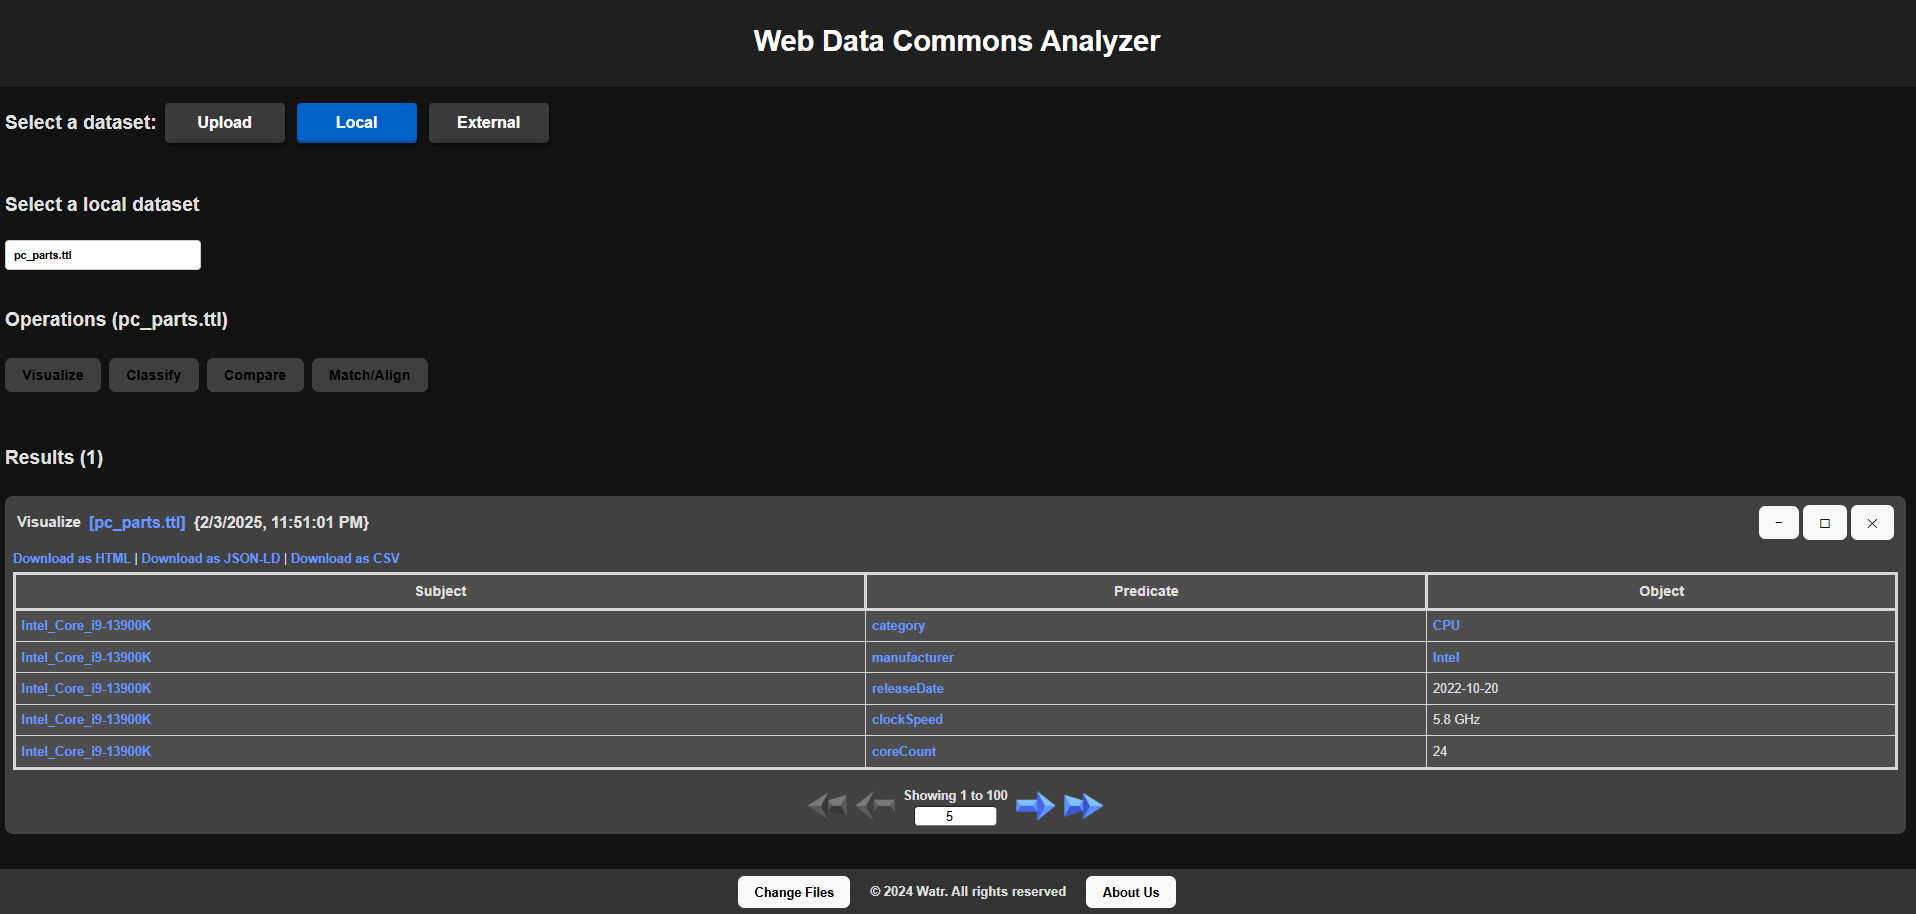 Web Data Commons Analyzer
Select a dataset: Upload Local External
Select a local dataset
pc_parts.ttl
Operations (pc_parts.ttl)
Visualize Classify Compare Match/Align
Results (1)
Visualize [pc_parts.ttl] {2/3/2025, 11:51:01 PM}
Download as HTML | Download as JSON-LD | Download as CSV
Subject Predicate Object
Intel_Core_i9-13900K category CPU
Intel_Core_i9-13900K manufacturer Intel
Intel_Core_i9-13900K releaseDate 2022-10-20
Intel_Core_i9-13900K clockSpeed 5.8 GHz
Intel_Core_i9-13900K coreCount 24
Showing 1 to 100
5
Change Files © 2024 Watr. All rights reserved About Us